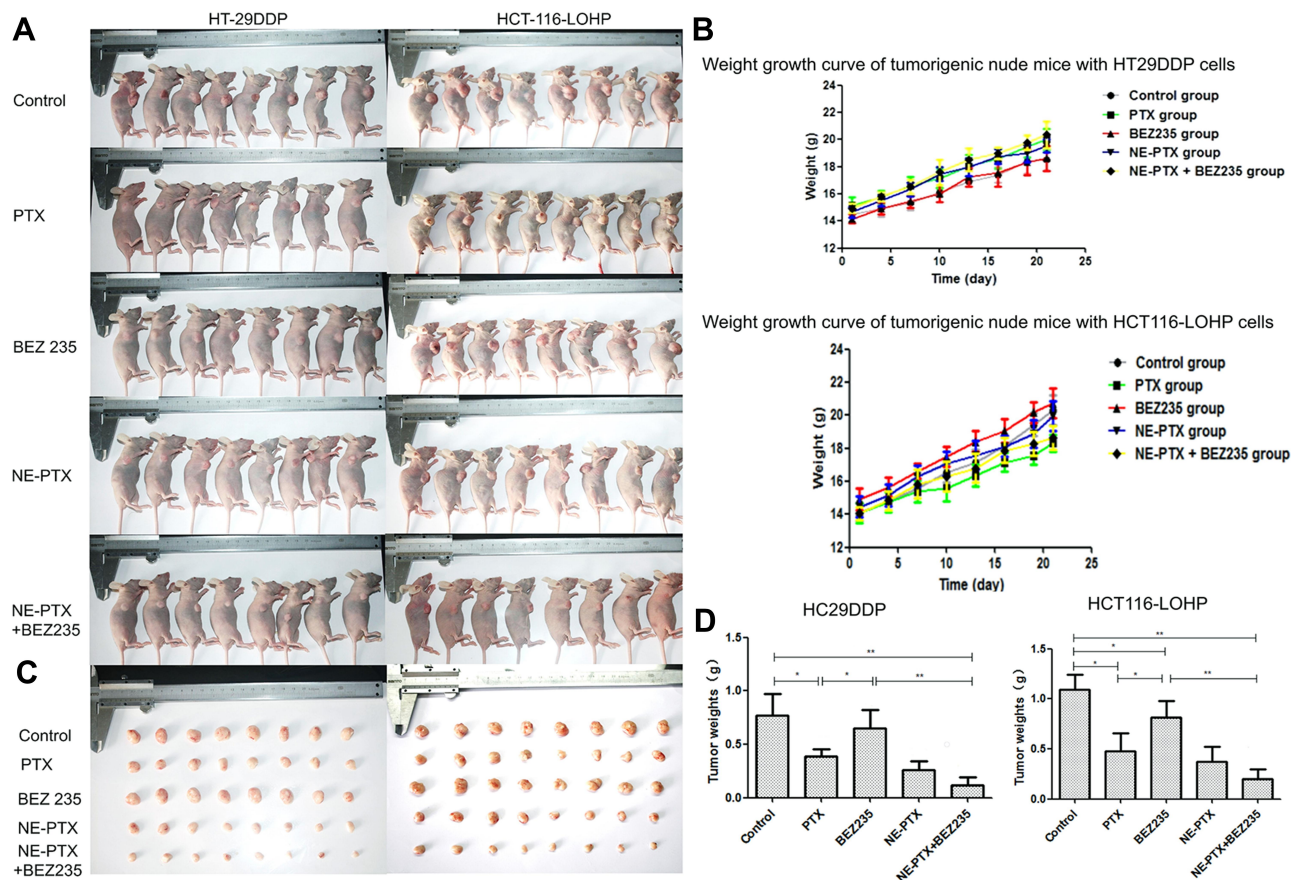 A
HT-29DDP
HCT-116-LOHP
Control
PTX
BEZ 235
NE-PTX
NE-PTX
+BEZ235
B
Weight growth curve of tumorigenic nude mice with HT29DDP cells
Weight (g)
24
22
20
18
16
14
12
0
5
10
15
20
25
Time (day)
Control group
PTX group
BEZ235 group
NE-PTX group
NE-PTX + BEZ235 group
Weight growth curve of tumorigenic nude mice with HCT116-LOHP cells
Weight (g)
24
22
20
18
16
14
12
0
5
10
15
20
25
Time (day)
Control group
PTX group
BEZ235 group
NE-PTX group
NE-PTX + BEZ235 group
C
Control
PTX
BEZ 235
NE-PTX
NE-PTX
+BEZ235
D
HC29DDP
Tumor weights (g)
1.5
1.0
0.5
0.0
**
*
*
**
Control
PTX
BEZ235
NE-PTX
NE-PTX+BEZ235
HCT116-LOHP
Tumor weights (g)
1.5
1.0
0.5
0.0
**
*
*
*
**
Control
PTX
BEZ235
NE-PTX
NE-PTX+BEZ235